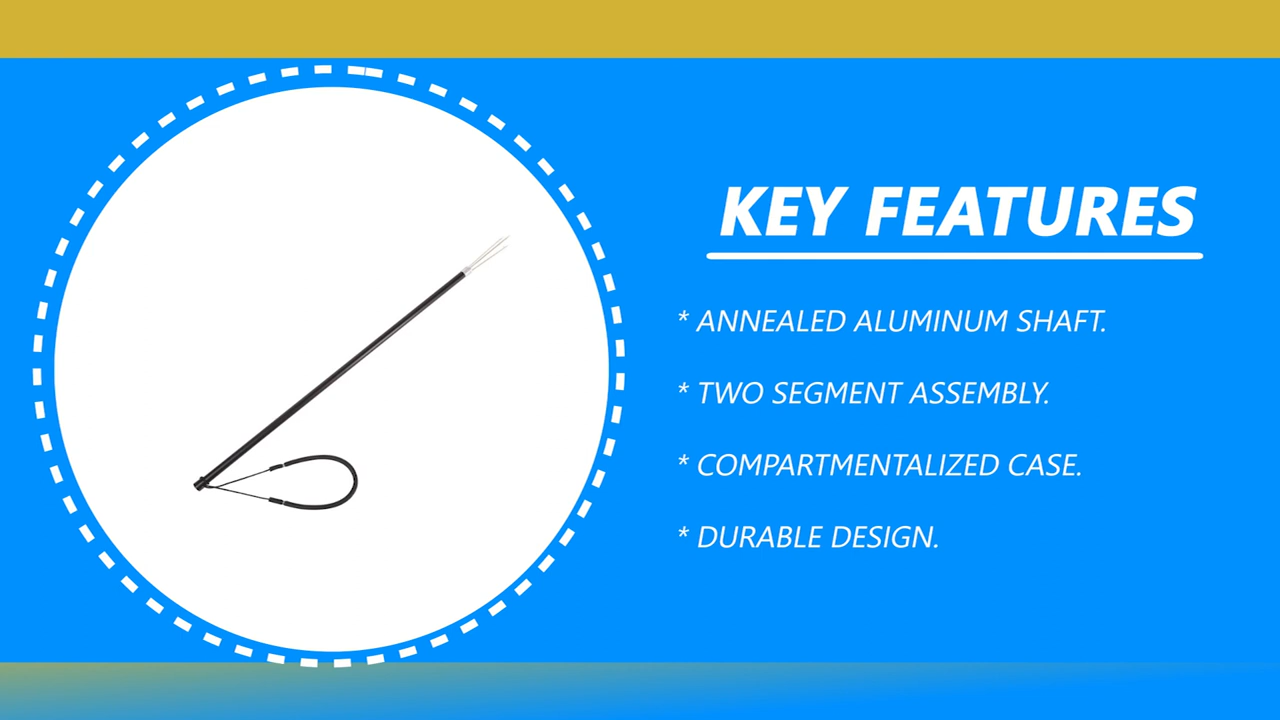 KEY FEATURES
* ANNEALED ALUMINUM SHAFT.
* TWO SEGMENT ASSEMBLY.
* COMPARTMENTALIZED CASE.
* DURABLE DESIGN.